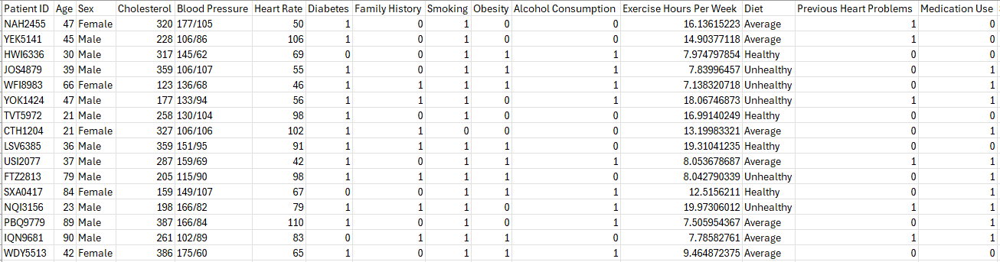 Patient ID Age Sex Cholesterol Blood Pressure Heart Rate Diabetes Family History Smoking Obesity Alcohol Consumption Exercise Hours Per Week Diet Previous Heart Problems Medication Use
NAH2455 47 Female 320 177/105 50 1 0 1 0 0 16.13615223 Average 1 0
YEK5141 45 Male 228 106/86 106 1 0 1 0 0 14.90377118 Average 1 0
HWI6336 30 Male 317 145/62 69 0 0 1 1 1 7.974797854 Healthy 0 0
JOS4879 39 Male 359 106/107 55 1 0 1 1 1 7.83996457 Unhealthy 0 1
WFI8983 66 Female 123 136/68 46 1 1 1 1 1 7.138320718 Unhealthy 0 1
YOK1424 47 Male 177 133/94 56 1 1 1 0 1 18.06746873 Unhealthy 1 1
TVT5972 21 Male 258 130/104 98 1 0 1 0 0 16.99140249 Healthy 0 0
CTH1204 21 Female 327 106/106 102 1 1 0 0 0 13.19983321 Average 0 1
LSV6385 36 Male 359 151/95 91 1 1 1 1 0 19.31041235 Healthy 0 0
USI2077 37 Male 287 159/69 42 1 0 1 1 1 8.053678687 Average 1 1
FTZ2813 79 Male 205 115/90 98 1 1 1 1 0 8.042790339 Unhealthy 0 1
SXA0417 84 Female 159 149/107 67 0 0 1 0 1 12.5156211 Healthy 0 1
NQI3156 23 Male 198 166/82 79 1 1 1 0 1 19.97306012 Unhealthy 1 1
PBQ9779 89 Male 387 166/84 110 1 0 1 0 1 7.505954367 Average 0 1
IQN9681 90 Male 261 102/89 83 0 1 1 1 0 7.78582761 Average 1 1
WDY5513 42 Female 386 175/60 65 1 0 1 1 1 9.464872375 Average 0 0